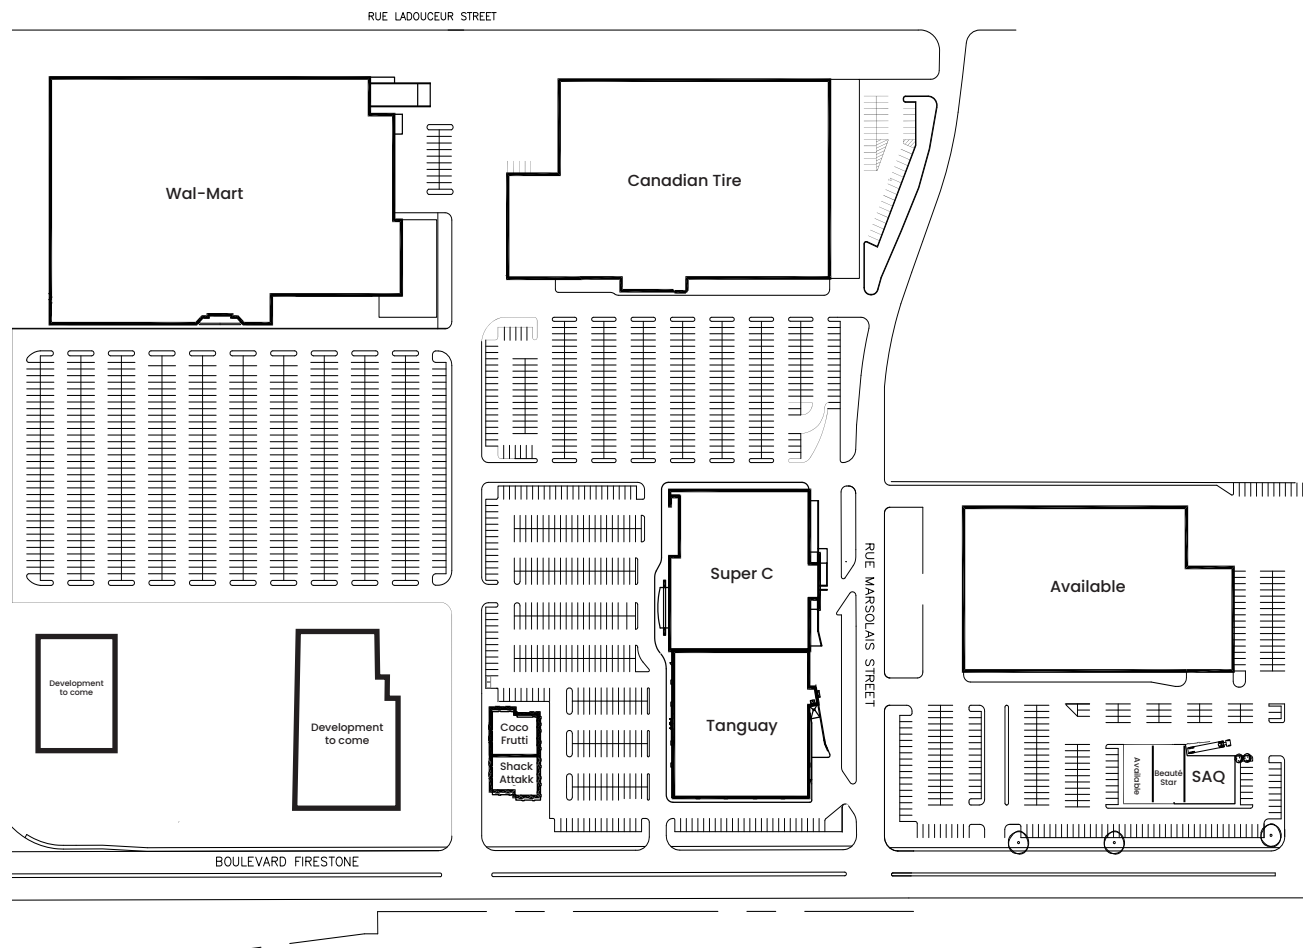 RUE LADOUCEUR STREET
Wal-Mart
Canadian Tire
Super C
RUE MARSOLAIS STREET
Available
Development
to come
Development
to come
Coco
Frutti
Shack
Attakk
Tanguay
Available
Beauté
Star
SAQ
BOULEVARD FIRESTONE